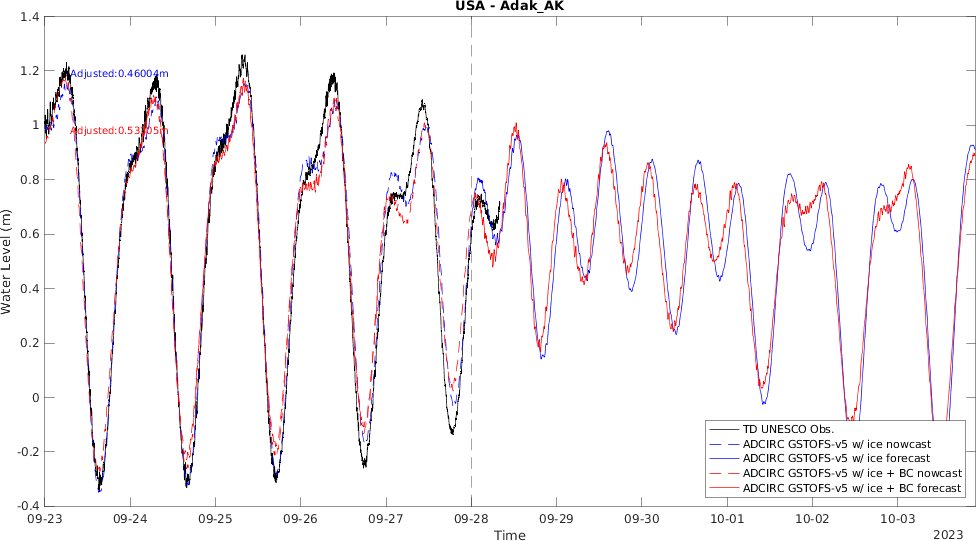 USA - Adak_AK
1.4
1.2
1
0.8
0.6
0.4
0.2
0
-0.2
-0.4
Water Level (m)
Adjusted:0.46004m
09-23
09-24
09-25
09-26
09-27
09-28
09-29
09-30
10-01
10-02
10-03
Time
2023
TD UNESCO Obs.
ADCIRC GSTOFS-v5 w/ ice nowcast
ADCIRC GSTOFS-v5 w/ ice forecast
ADCIRC GSTOFS-v5 w/ ice + BC nowcast
ADCIRC GSTOFS-v5 w/ ice + BC forecast